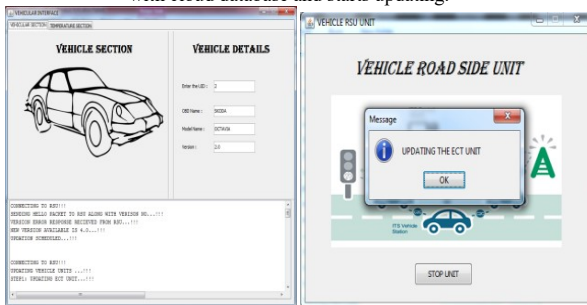 with Road database and starts updating.
VEHICULAR INTERFACE
VEHICULAR SECTION TEMPERATURE SECTION
VEHICLE SECTION
VEHICLE DETAILS
Enter the UID : 2
OBD Name : SKODA
Model Name : OCTAVIA
Version : 2.0
CONNECTING TO RSU!!!
SENDING HELLO PACKET TO RSU ALONG WITH VERISON NO...!!!
VERSION ERROR RESPONSE RECEIVED FROM RSU...!!!
NEW VERSION AVAILABLE IS 4.0...!!!
UPDATION SCHEDULED...!!!
CONNECTING TO RSU!!!
UPDATING VEHICLE UNITS ...!!!
STEP1: UPDATING ECT UNIT...!!!
VEHICLE RSU UNIT
VEHICLE ROAD SIDE UNIT
Message
UPDATING THE ECT UNIT
OK
ITS Vehicle
Station
STOP UNIT